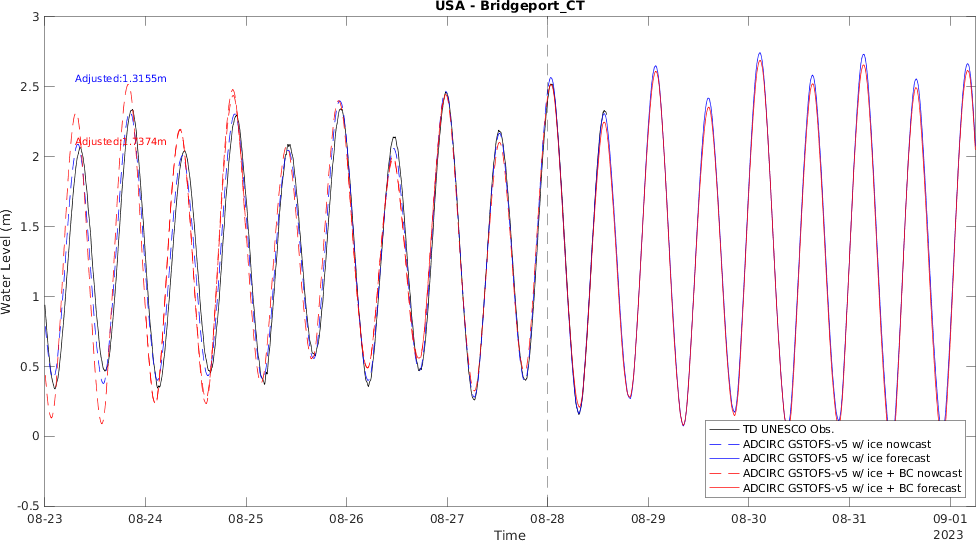 USA - Bridgeport_CT
3
2.5
2
1.5
1
0.5
0
-0.5
Water Level (m)
Adjusted:1.3155m
Adjusted:1.7374m
TD UNESCO Obs.
ADCIRC GSTOFS-v5 w/ ice nowcast
ADCIRC GSTOFS-v5 w/ ice forecast
ADCIRC GSTOFS-v5 w/ ice + BC nowcast
ADCIRC GSTOFS-v5 w/ ice + BC forecast
08-23 08-24 08-25 08-26 08-27 08-28 08-29 08-30 08-31 09-01
2023
Time